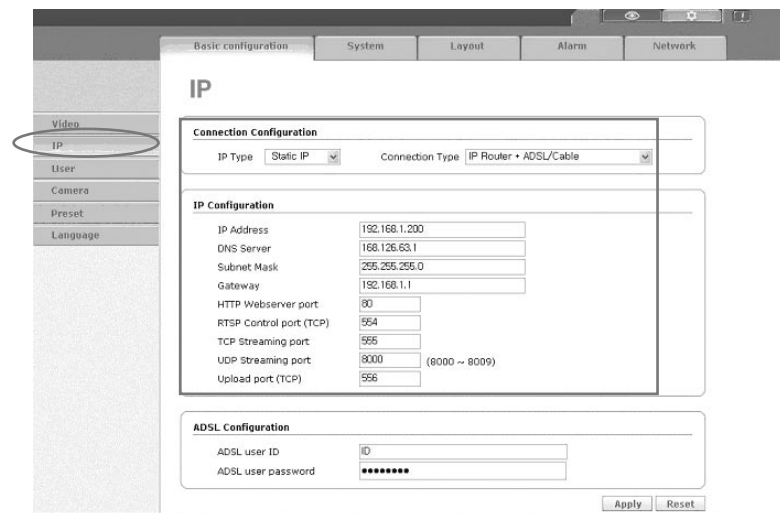 Basic configuration System Layout Alarm Network
IP
Video
IP
User
Camera
Preset
Language
Connection Configuration
IP Type Static IP Connection Type IP Router + ADSL/Cable
IP Configuration
IP Address 192.168.1.200
DNS Server 168.126.63.1
Subnet Mask 255.255.255.0
Gateway 192.168.1.1
HTTP Webserver port 80
RTSP Control port (TCP) 554
TCP Streaming port 555
UDP Streaming port 8000 (8000 ~ 8009)
Upload port (TCP) 556
ADSL Configuration
ADSL user ID ID
ADSL user password ●●●●●●●●
Apply Reset